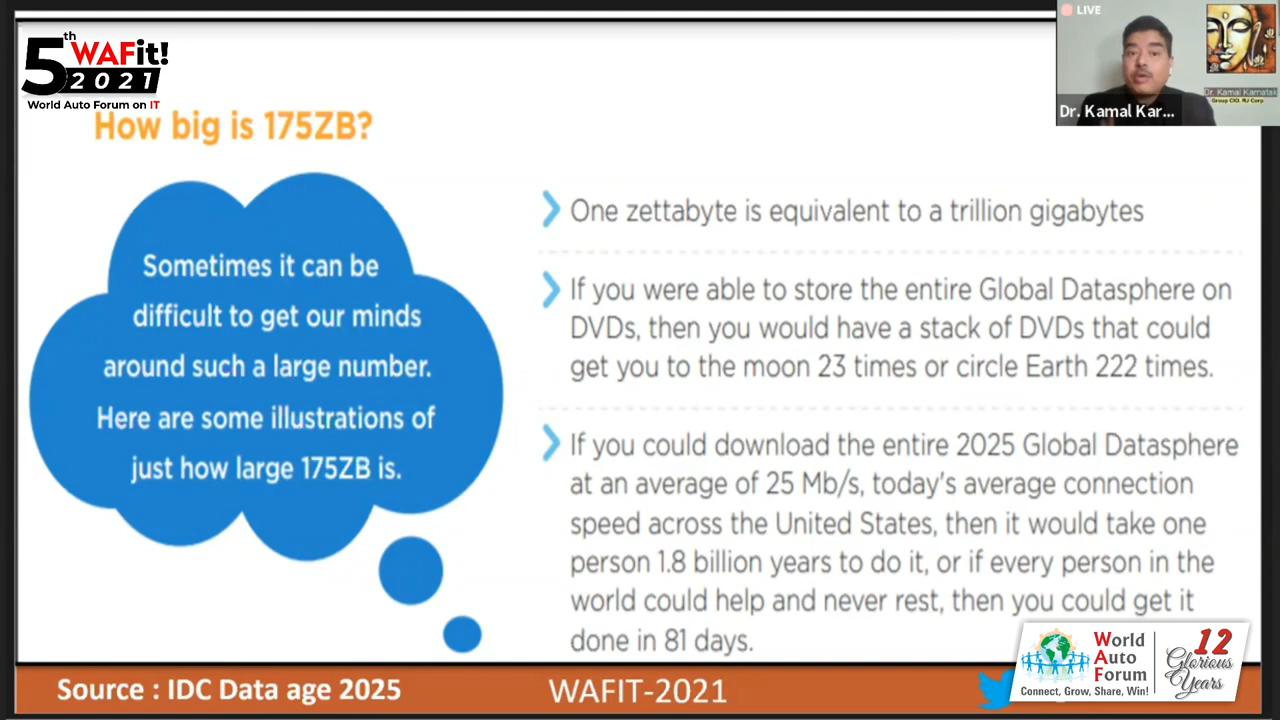 5th WAFit!
2021
World Auto Forum on IT
LIVE
Dr. Kamal Kar...
Dr. Kamal Karnatak
Group CIO, RJ Corp
How big is 175ZB?
Sometimes it can be
difficult to get our minds
around such a large number.
Here are some illustrations of
just how large 175ZB is.
One zettabyte is equivalent to a trillion gigabytes
If you were able to store the entire Global Datasphere on
DVDs, then you would have a stack of DVDs that could
get you to the moon 23 times or circle Earth 222 times.
If you could download the entire 2025 Global Datasphere
at an average of 25 Mb/s, today's average connection
speed across the United States, then it would take one
person 1.8 billion years to do it, or if every person in the
world could help and never rest, then you could get it
done in 81 days.
Source : IDC Data age 2025
WAFIT-2021
World
Auto
Forum
Connect, Grow, Share, Win!
12
Glorious
Years